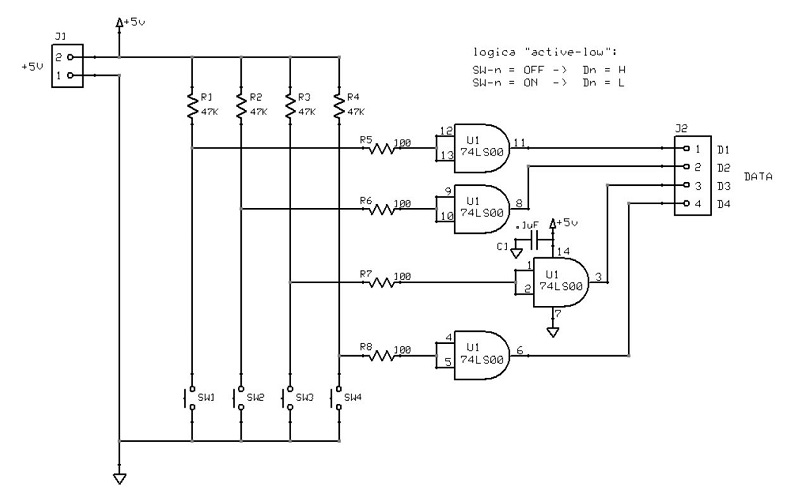 +5v
J1
+5V
2
1
logica "active-low":
SW-n = OFF -> Dn = H
SW-n = ON -> Dn = L
R1
47K
R2
47K
R3
47K
R4
47K
R5
100
12
13
U1
74LS00
11
J2
1 D1
2 D2
3 D3
4 D4
DATA
R6
100
9
10
U1
74LS00
8
.1uF
+5v
C1
14
R7
100
1
2
U1
74LS00
3
7
R8
100
4
5
U1
74LS00
6
SW1
SW2
SW3
SW4